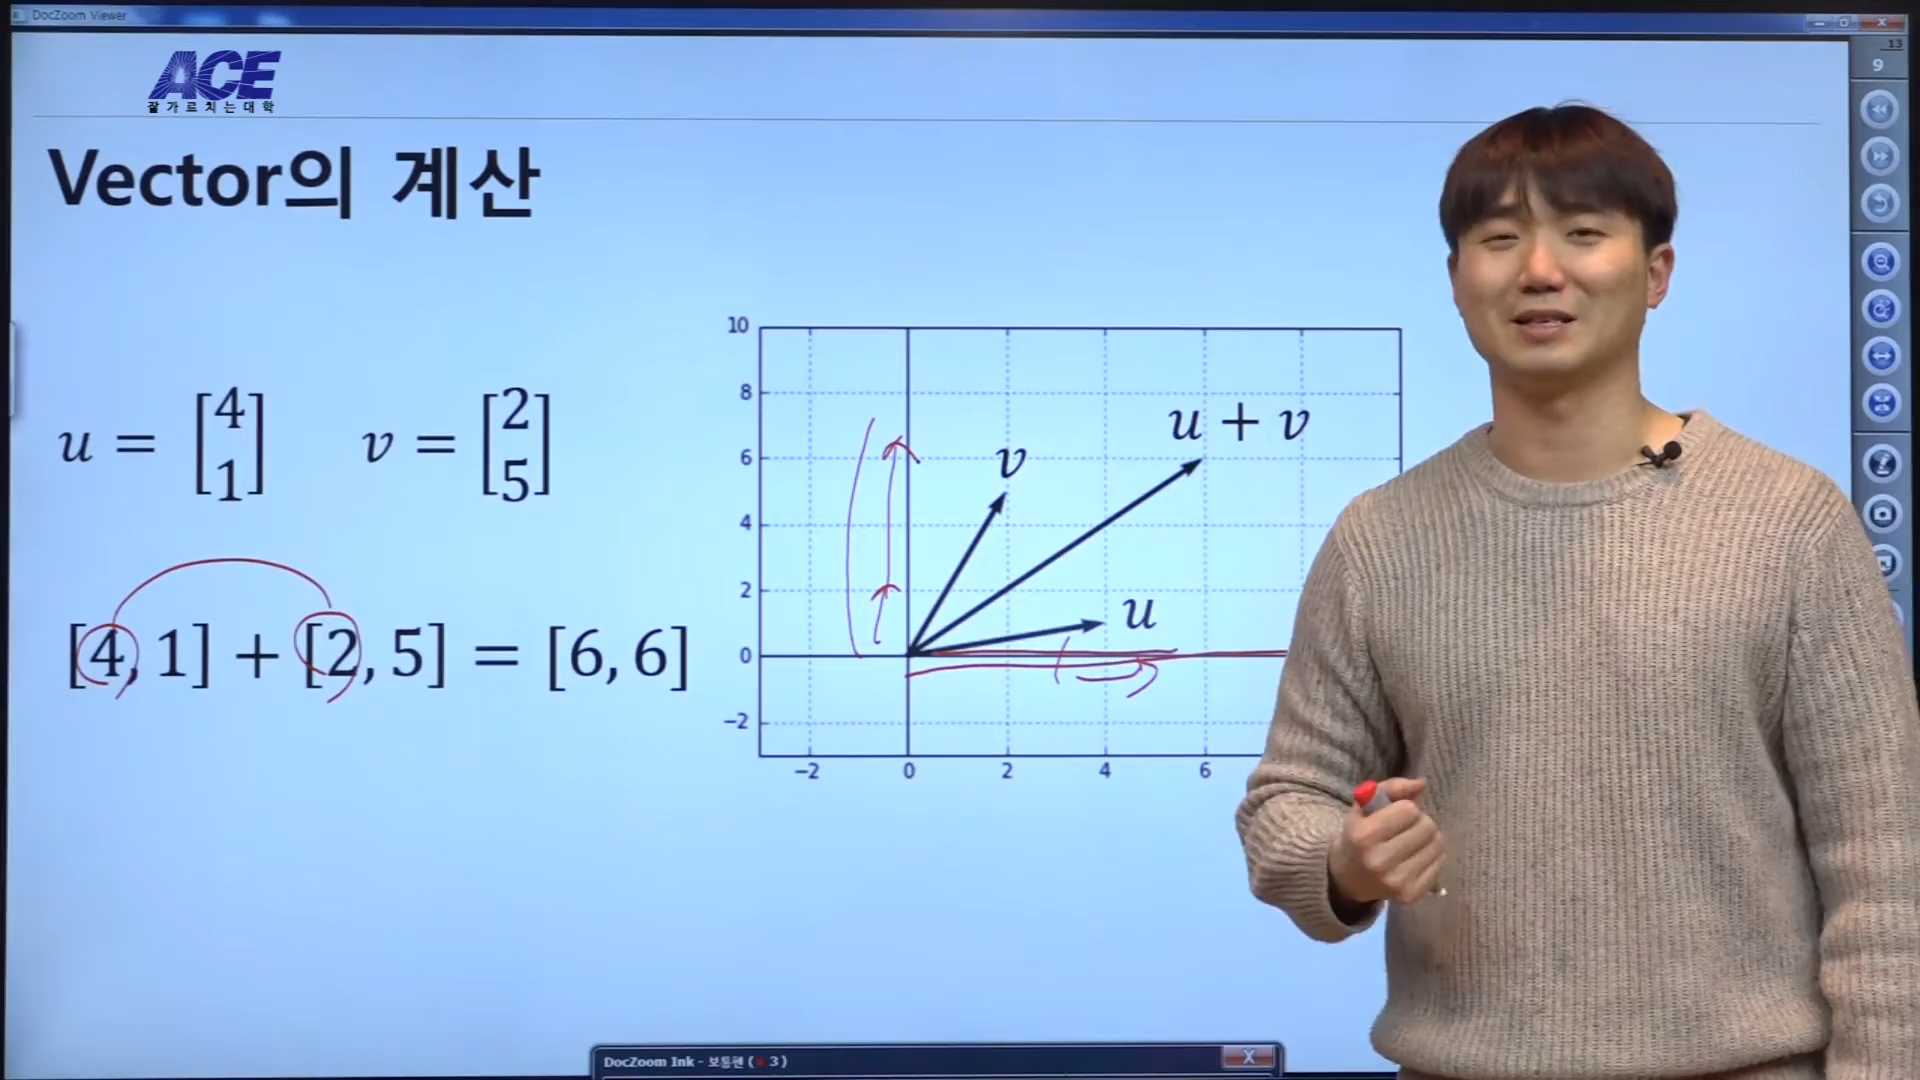 DocZoom Viewer
13
9
ACE
잘가르치는대학
Vector의 계산
u = [4 1] v = [2 5]
[4, 1] + [2, 5] = [6, 6]
10
8
6
4
2
0
−2
u + v
v
u
−2 0 2 4 6
DocZoom Ink - 보통펜 ( 3 )
X